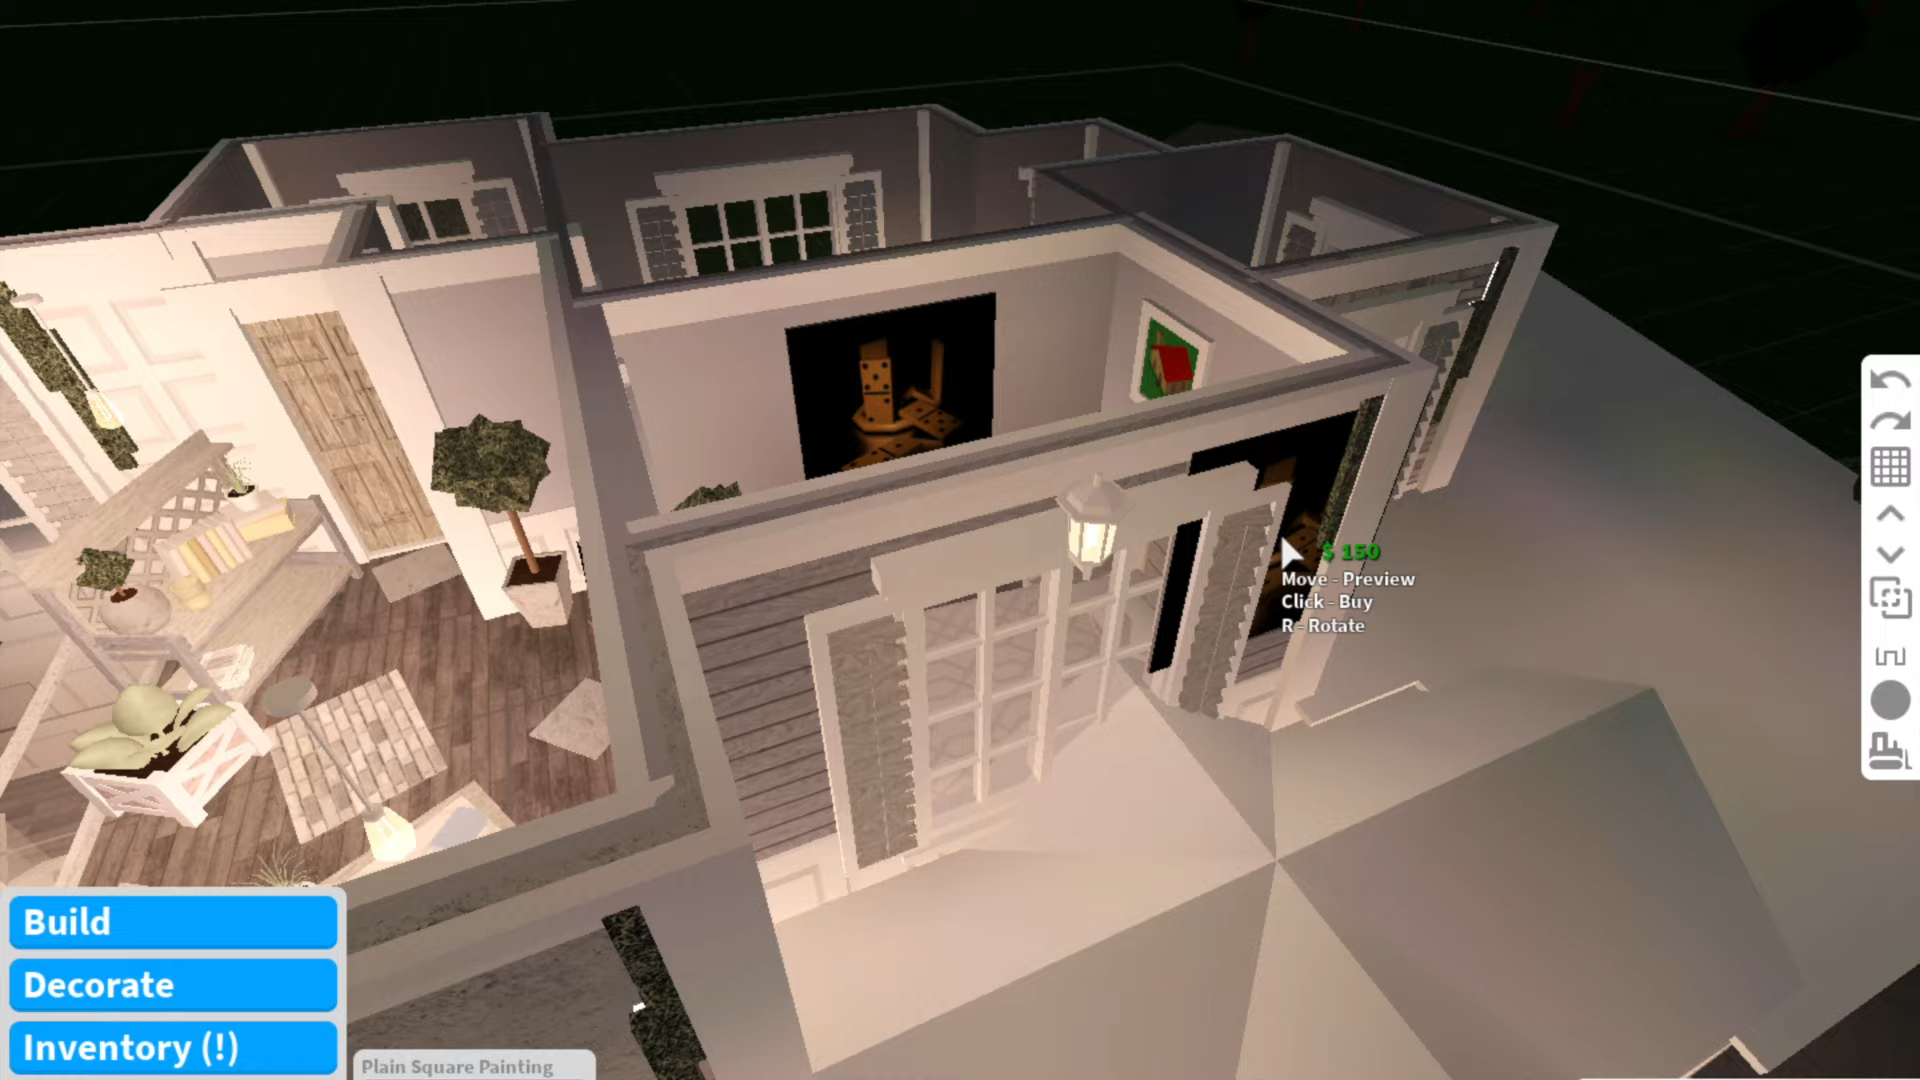 $ 150
Move - Preview
Click - Buy
R - Rotate
Build
Decorate
Inventory (!)
Plain Square Painting